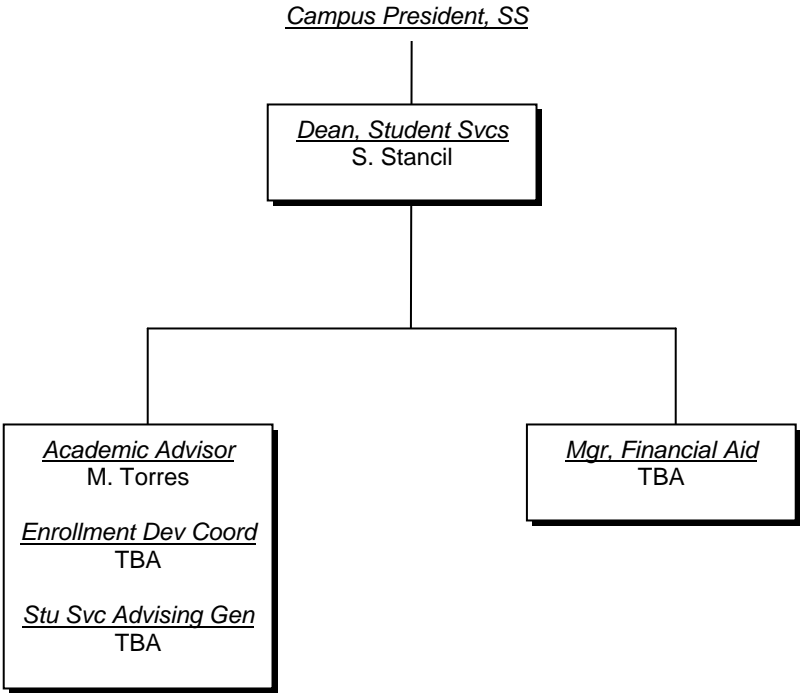 Campus President, SS
Dean, Student Svcs
S. Stancil
Academic Advisor
M. Torres
Enrollment Dev Coord
TBA
Stu Svc Advising Gen
TBA
Mgr, Financial Aid
TBA